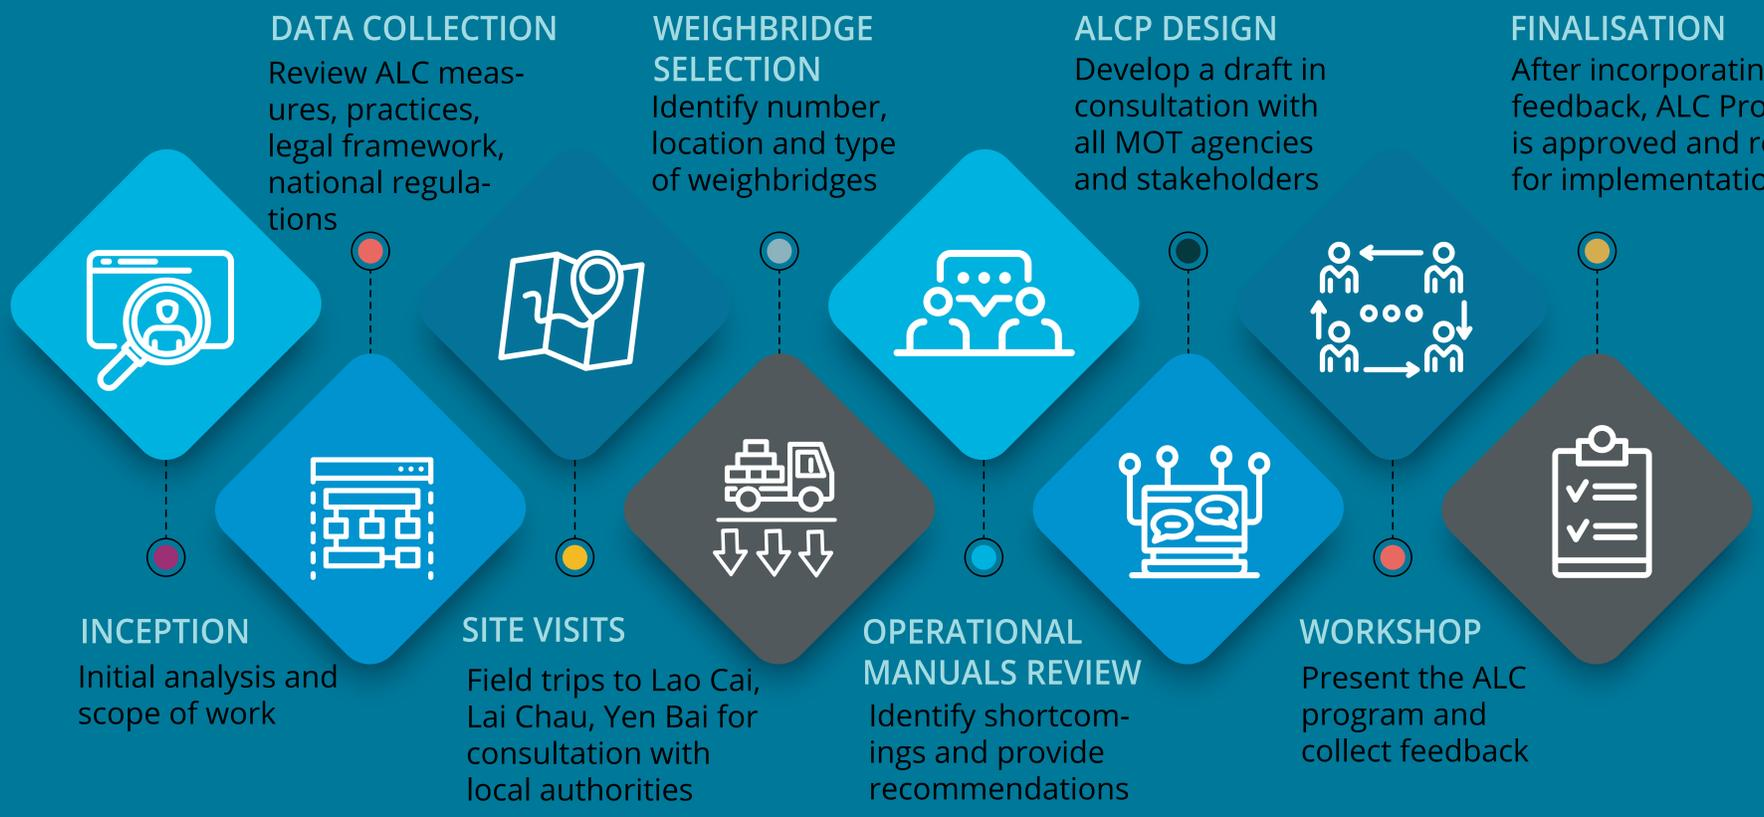 DATA COLLECTION
Review ALC meas-
ures, practices,
legal framework,
national regula-
tions
WEIGHBRIDGE
SELECTION
Identify number,
location and type
of weighbridges
ALCP DESIGN
Develop a draft in
consultation with
all MOT agencies
and stakeholders
FINALISATION
After
feedback, ALC
is approved and
for
INCEPTION
Initial analysis and
scope of work
SITE VISITS
Field trips to Lao Cai,
Lai Chau, Yen Bai for
consultation with
local authorities
OPERATIONAL
MANUALS REVIEW
Identify shortcom-
ings and provide
recommendations
WORKSHOP
Present the ALC
program and
collect feedback